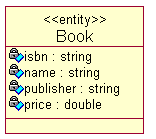 <<entity>>
Book
isbn : string
name : string
publisher : string
price : double